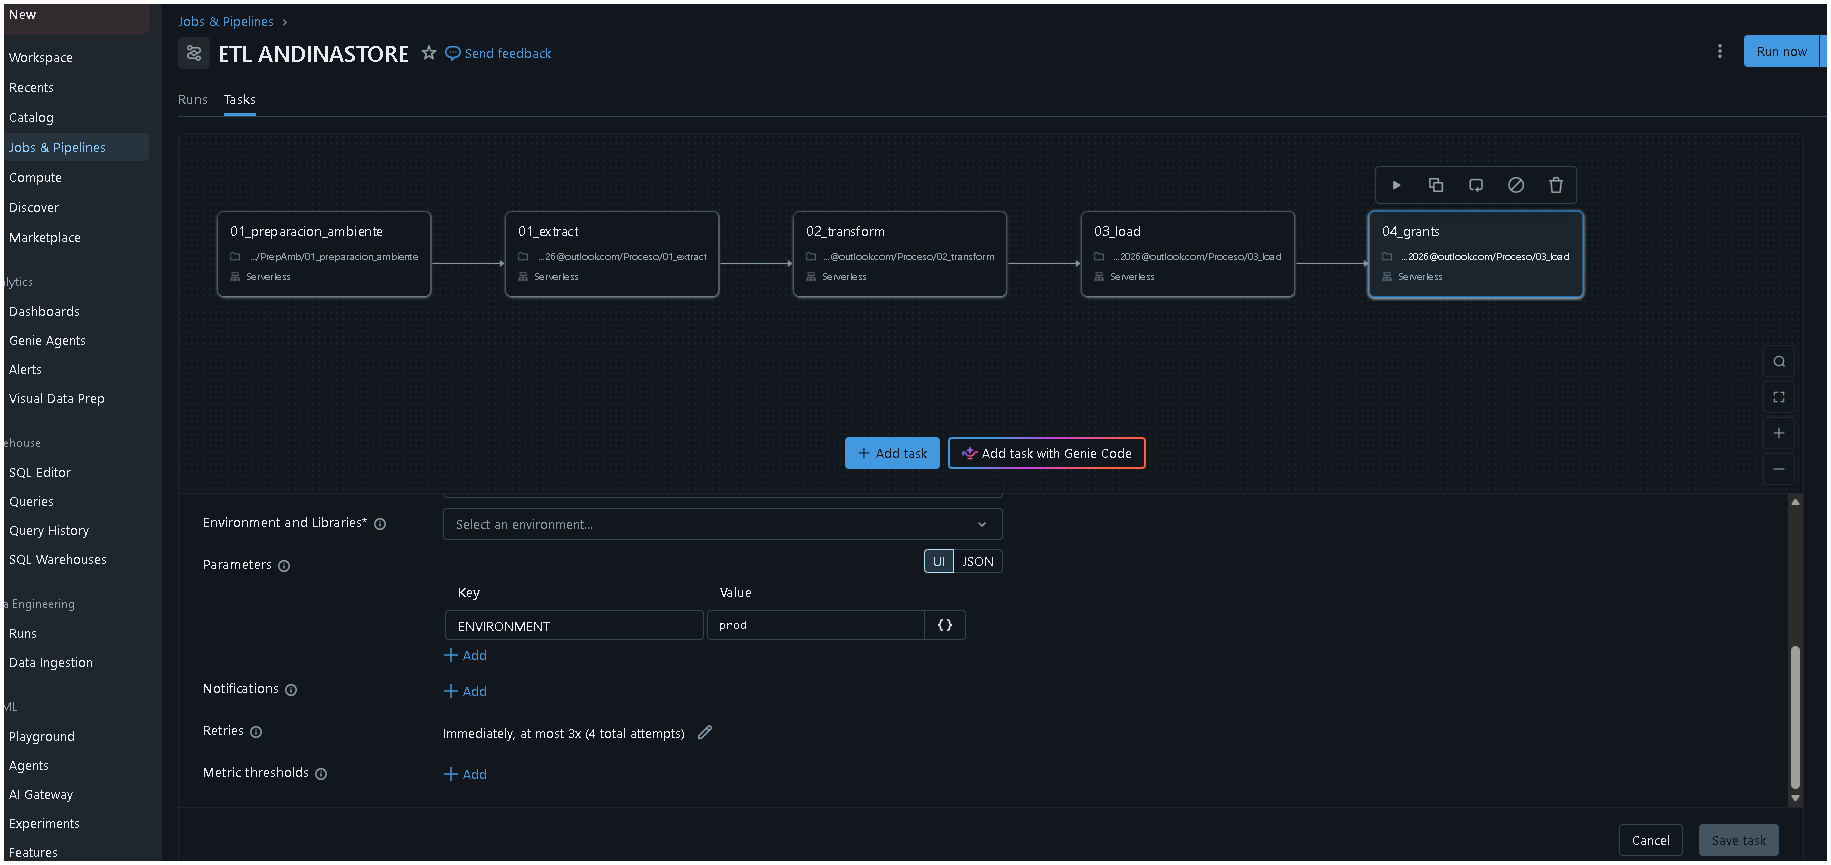 New
Workspace
Recents
Catalog
Jobs & Pipelines
Compute
Discover
Marketplace
lytics
Dashboards
Genie Agents
Alerts
Visual Data Prep
ehouse
SQL Editor
Queries
Query History
SQL Warehouses
a Engineering
Runs
Data Ingestion
ML
Playground
Agents
AI Gateway
Experiments
Features
Jobs & Pipelines ›
ETL ANDINASTORE
Send feedback
Run now
Runs
Tasks
01_preparacion_ambiente
.../PrepAmb/01_preparacion_ambiente
Serverless
01_extract
...26@outlook.com/Proceso/01_extract
Serverless
02_transform
...@outlook.com/Proceso/02_transform
Serverless
03_load
...2026@outlook.com/Proceso/03_load
Serverless
04_grants
...2026@outlook.com/Proceso/03_load
Serverless
+ Add task
Add task with Genie Code
Environment and Libraries*
Select an environment...
Parameters
UI
JSON
Key
Value
ENVIRONMENT
prod
{}
+ Add
Notifications
+ Add
Retries
Immediately, at most 3x (4 total attempts)
Metric thresholds
+ Add
Cancel
Save task